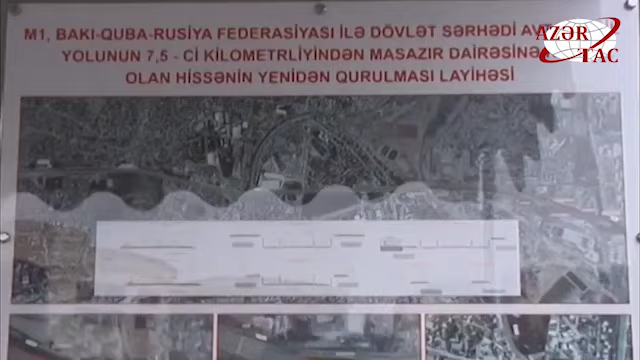 M1, BAKI-QUBA-RUSİYA FEDERASİYASI İLƏ DÖVLƏT SƏRHƏDİ
YOLUNUN 7,5 - Cİ KİLOMETRLİYİNDƏN MASAZIR DAİRƏSİNƏ
OLAN HİSSƏNİN YENİDƏN QURULMASI LAYİHƏSİ
AZƏR
TAC